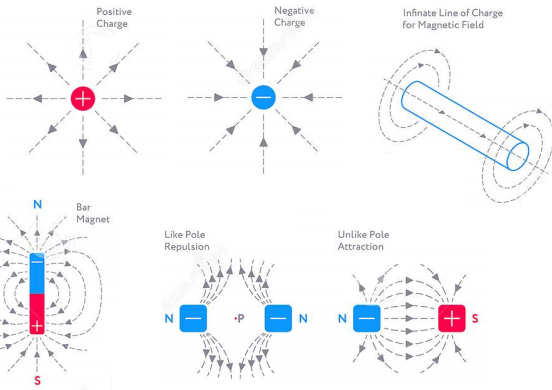 Positive
Charge
Negative
Charge
Infinate Line of Charge
for Magnetic Field
+
−
N
Bar
Magnet
−
+
S
Like Pole
Repulsion
N
−
•P
−
N
Unlike Pole
Attraction
N
−
+
S